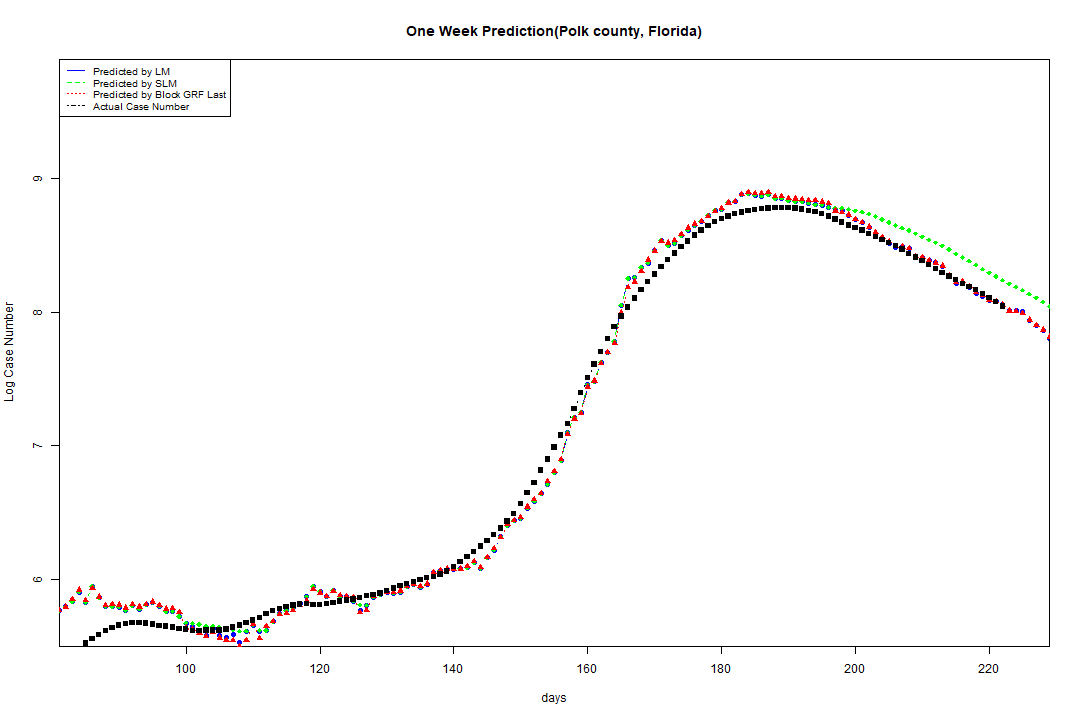 One Week Prediction(Polk county, Florida)
Predicted by LM
Predicted by SLM
Predicted by Block GRF Last
Actual Case Number
9
8
7
6
Log Case Number
100 120 140 160 180 200 220
days